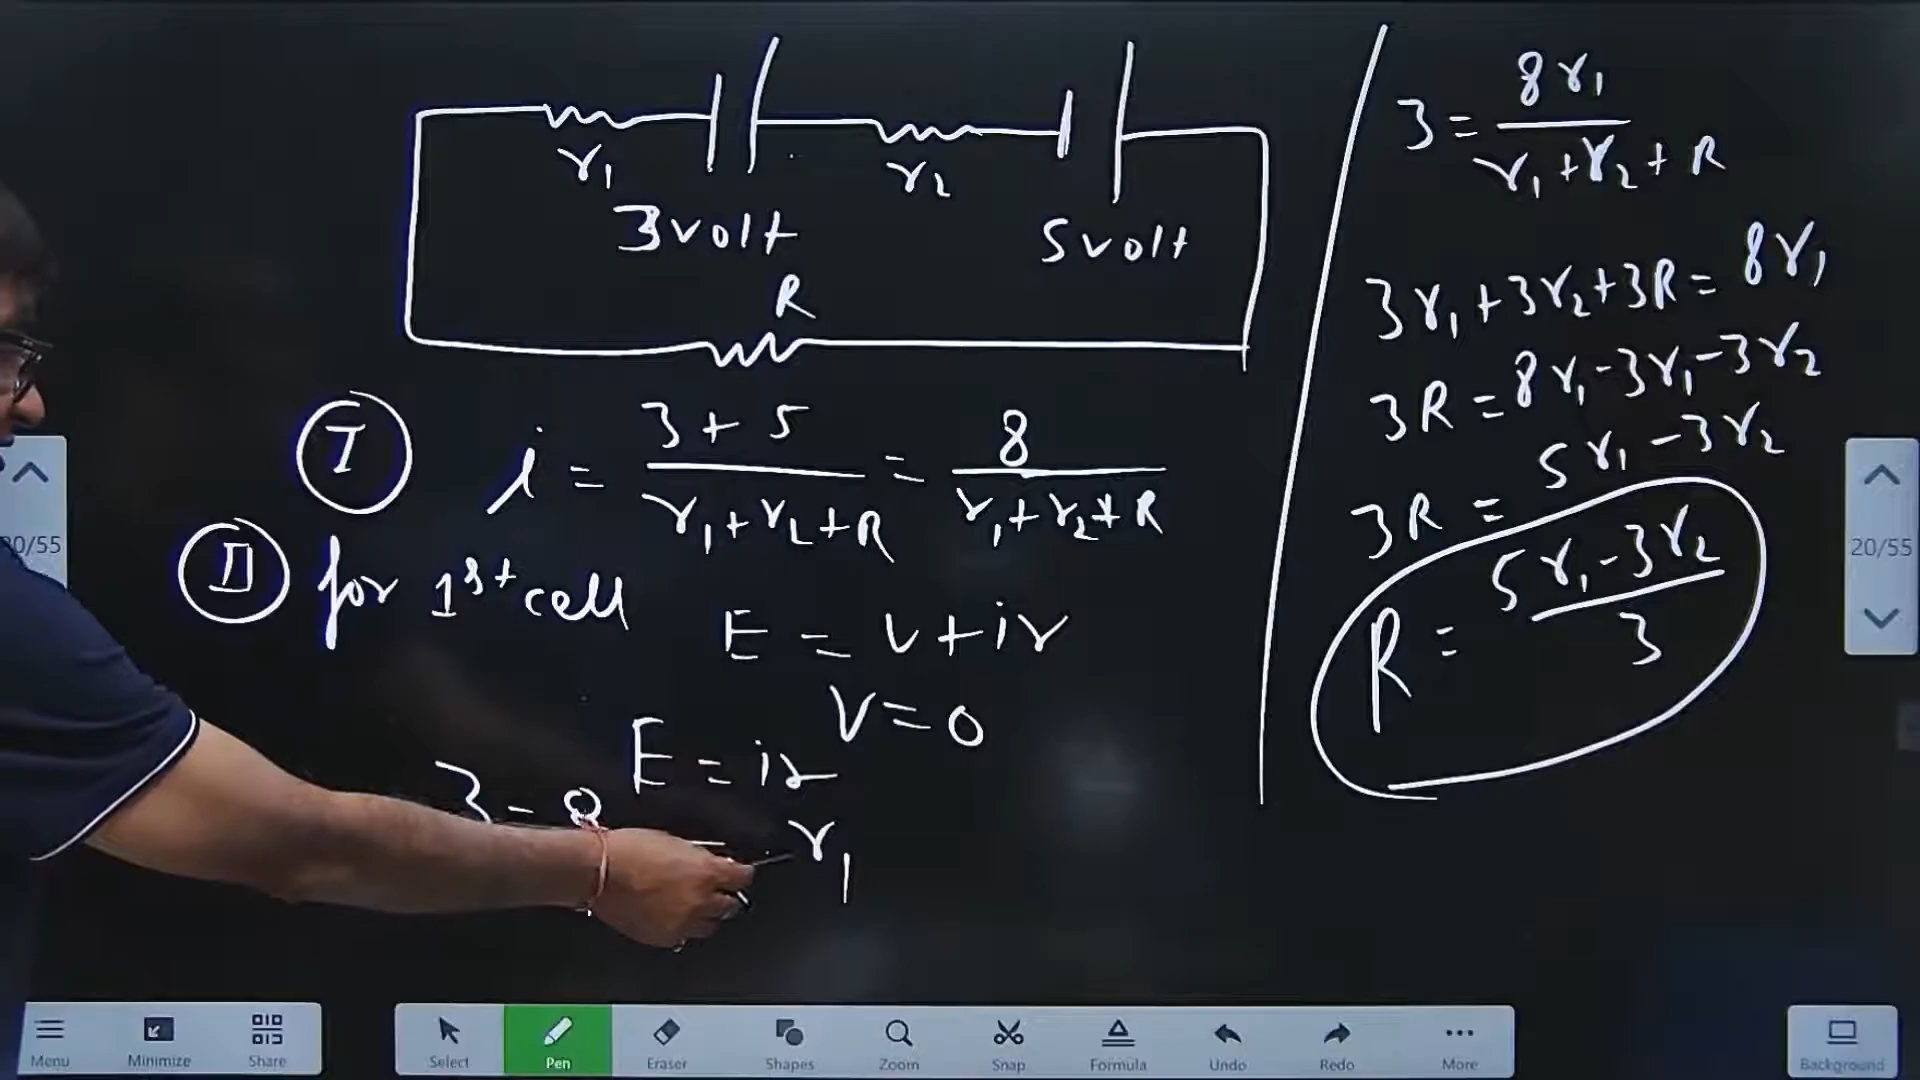 r₁
3volt
r₂
5volt
R
I
i = 3 + 5 / r₁ + r₂ + R = 8 / r₁ + r₂ + R
II for 1st cell
E = V + ir
V = 0
E = ir
3 = 8
r₁
3 = 8r₁ / r₁ + r₂ + R
3r₁ + 3r₂ + 3R = 8r₁
3R = 8r₁ - 3r₁ - 3r₂
3R = 5r₁ - 3r₂
R = 5r₁ - 3r₂ / 3
20/55
Menu
Minimize
Share
Select
Pen
Eraser
Shapes
Zoom
Snap
Formula
Undo
Redo
More
Background